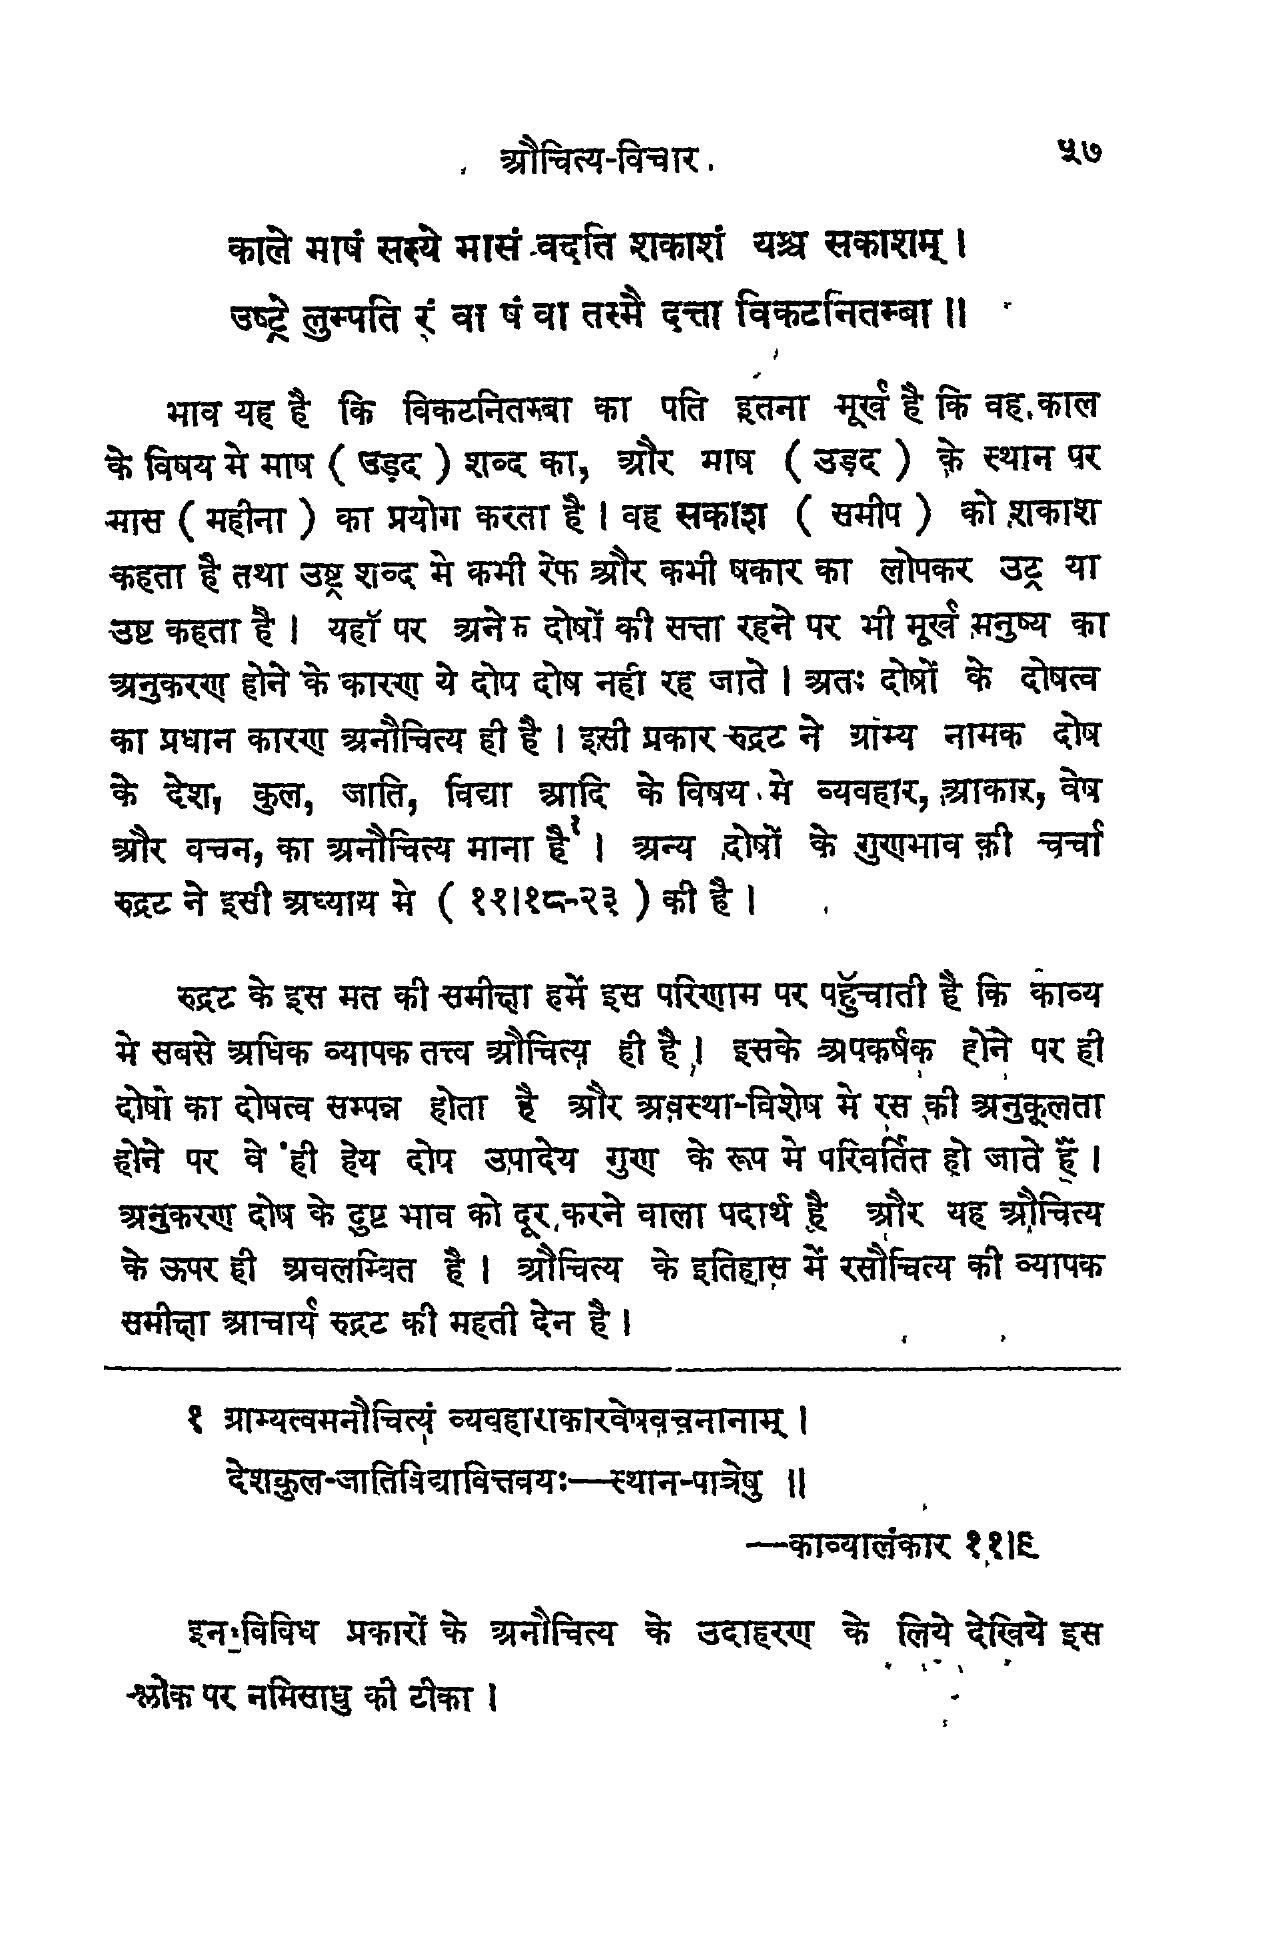 औचित्य-विचार
५७
काले माषं सस्ये मासं वदति शकाशं यश्च सकाशम् ।
उष्ट्रे लुम्पति रं वा षं वा तस्मै दत्ता विकटनितम्बा ॥
भाव यह है कि विकटनितम्बा का पति इतना मूर्ख है कि वह काल
के विषय मे माष ( उड़द ) शब्द का, और माष ( उड़द ) के स्थान पर
मास ( महीना ) का प्रयोग करता है । वह सकाश ( समीप ) को शकाश
कहता है तथा उष्ट्र शब्द मे कभी रेफ और कभी षकार का लोपकर उट्र या
उष्ट कहता है । यहाॅ पर अनेक दोषों की सत्ता रहने पर भी मूर्ख मनुष्य का
अनुकरण होने के कारण ये दोप दोष नही रह जाते । अतः दोषों के दोषत्व
का प्रधान कारण अनौचित्य ही है । इसी प्रकार रुद्रट ने ग्राम्य नामक दोष
के देश, कुल, जाति, विद्या आदि के विषय मे व्यवहार, आकार, वेष
और वचन, का अनौचित्य माना है१ । अन्य दोषों के गुणभाव की चर्चा
रुद्रट ने इसी अध्याय मे ( ११।१८-२३ ) की है ।
रुद्रट के इस मत की समीक्षा हमें इस परिणाम पर पहुॅचाती है कि काव्य
मे सबसे अधिक व्यापक तत्त्व औचित्य ही है । इसके अपकर्षक होने पर ही
दोषो का दोषत्व सम्पन्न होता है और अवस्था-विशेष मे रस की अनुकूलता
होने पर वे ही हेय दोप उपादेय गुण के रूप मे परिवर्तित हो जाते हैं ।
अनुकरण दोष के दुष्ट भाव को दूर करने वाला पदार्थ है और यह औचित्य
के ऊपर ही अवलम्वित है । औचित्य के इतिहास में रसौचित्य की व्यापक
समीक्षा आचार्य रुद्रट की महती देन है ।
१ ग्राम्यत्वमनौचित्यं व्यवहाराकारवेषवचनानाम् ।
देशकुल-जातिविद्यावित्तवयः—स्थान-पात्रेषु ॥
—काव्यालंकार ११।९
इन विविध प्रकारों के अनौचित्य के उदाहरण के लिये देखिये इस
श्लोक पर नमिसाधु की टीका ।